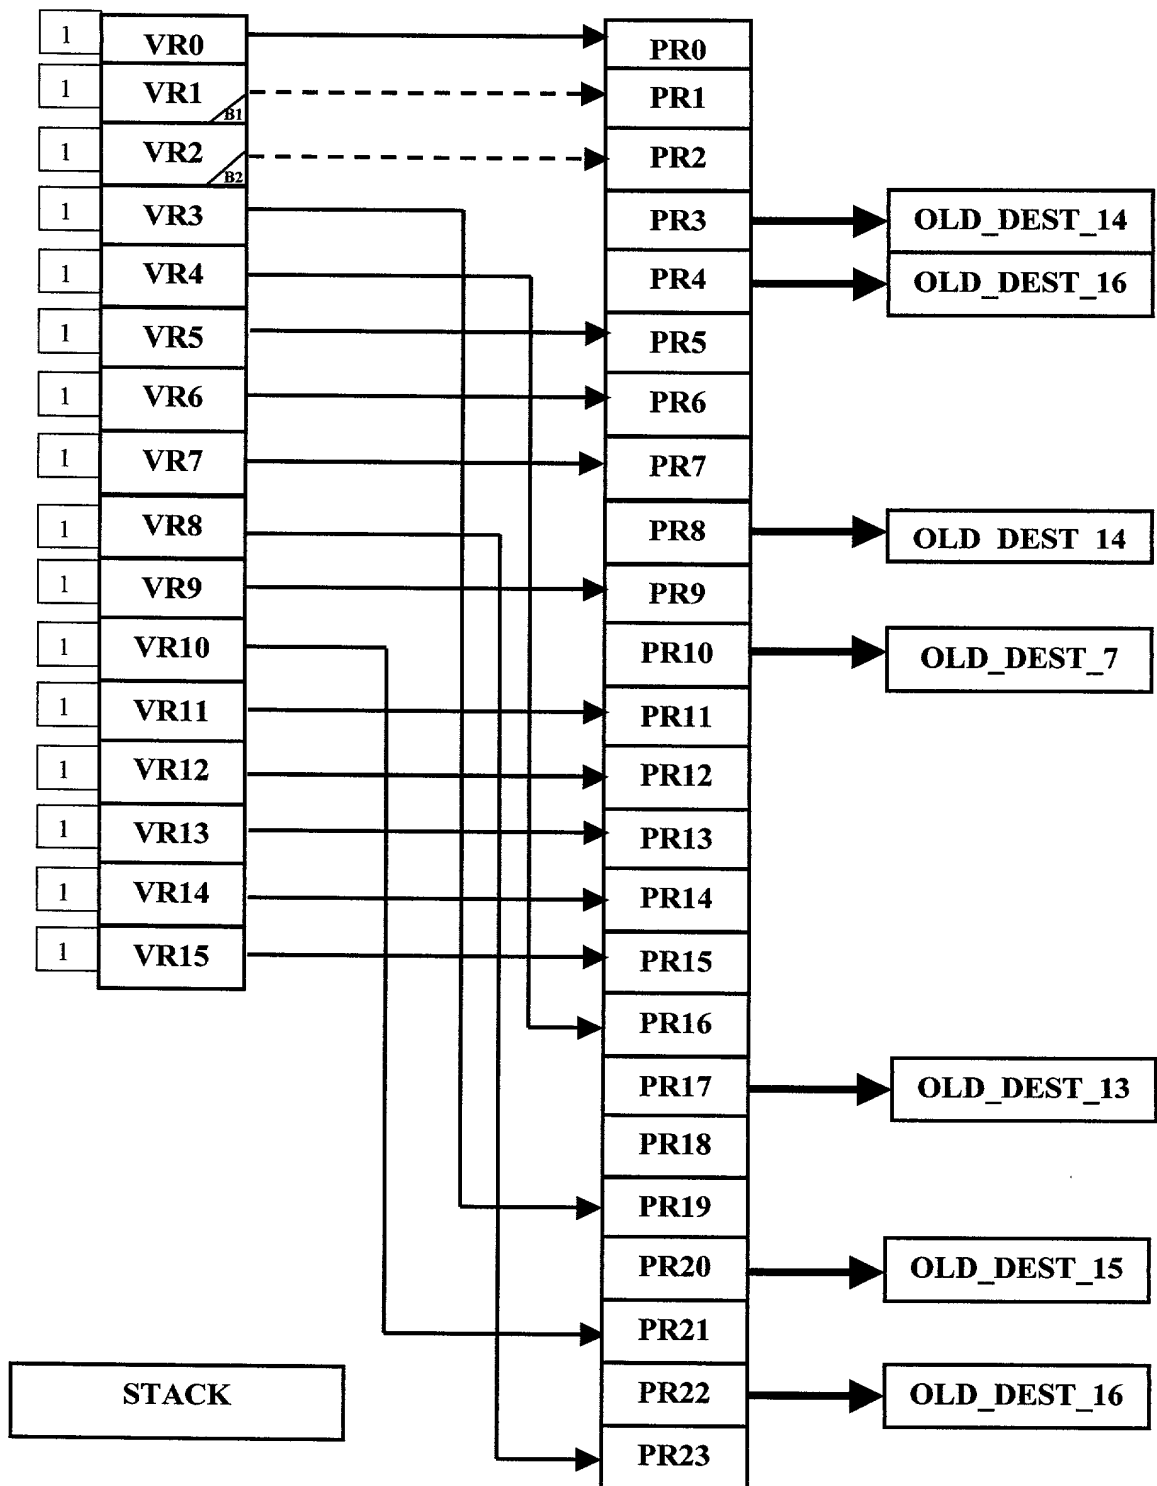 1 VR0 PR0
1 VR1 B1 PR1
1 VR2 B2 PR2
1 VR3 PR3 OLD_DEST_14
1 VR4 PR4 OLD_DEST_16
1 VR5 PR5
1 VR6 PR6
1 VR7 PR7
1 VR8 PR8 OLD DEST 14
1 VR9 PR9
1 VR10 PR10 OLD_DEST_7
1 VR11 PR11
1 VR12 PR12
1 VR13 PR13
1 VR14 PR14
1 VR15 PR15
PR16
PR17 OLD_DEST_13
PR18
PR19
PR20 OLD_DEST_15
PR21
STACK PR22 OLD_DEST_16
PR23